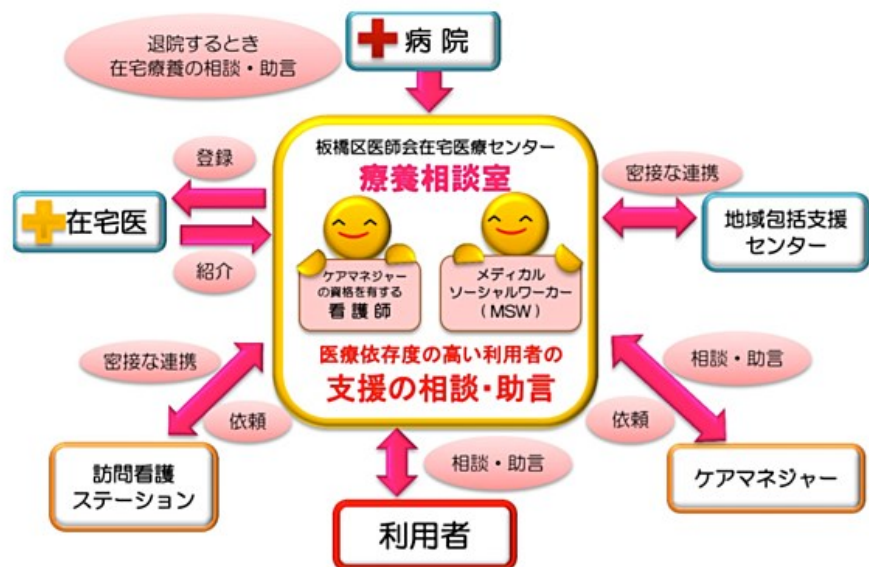 退院するとき
在宅療養の相談・助言
病院
板橋区医師会在宅医療センター
療養相談室
ケアマネジャー
の資格を有する
看護師
メディカル
ソーシャルワーカー
(MSW)
医療依存度の高い利用者の
支援の相談・助言
登録
在宅医
紹介
密接な連携
地域包括支援
センター
密接な連携
依頼
訪問看護
ステーション
相談・助言
利用者
相談・助言
依頼
ケアマネジャー